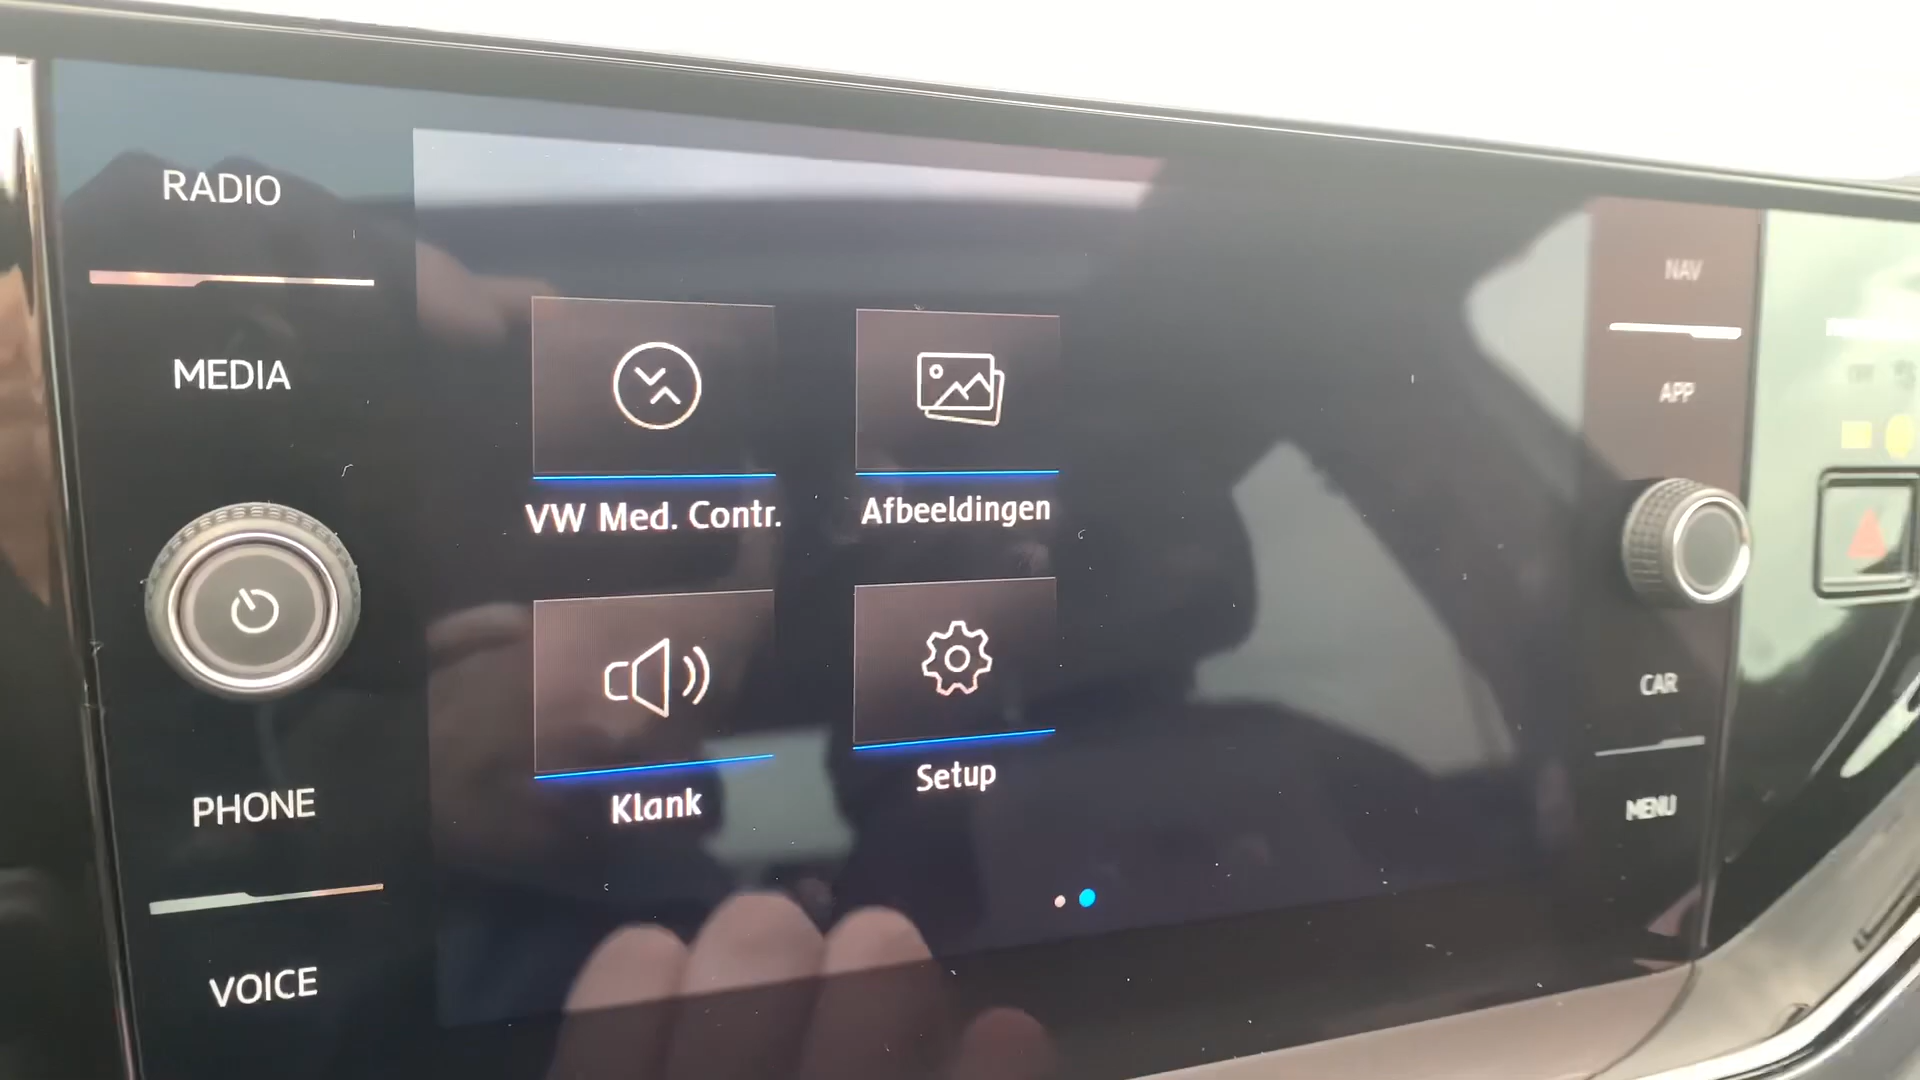 RADIO
MEDIA
PHONE
VOICE
VW Med. Contr.
Afbeeldingen
Klank
Setup
NAV
APP
CAR
MENU